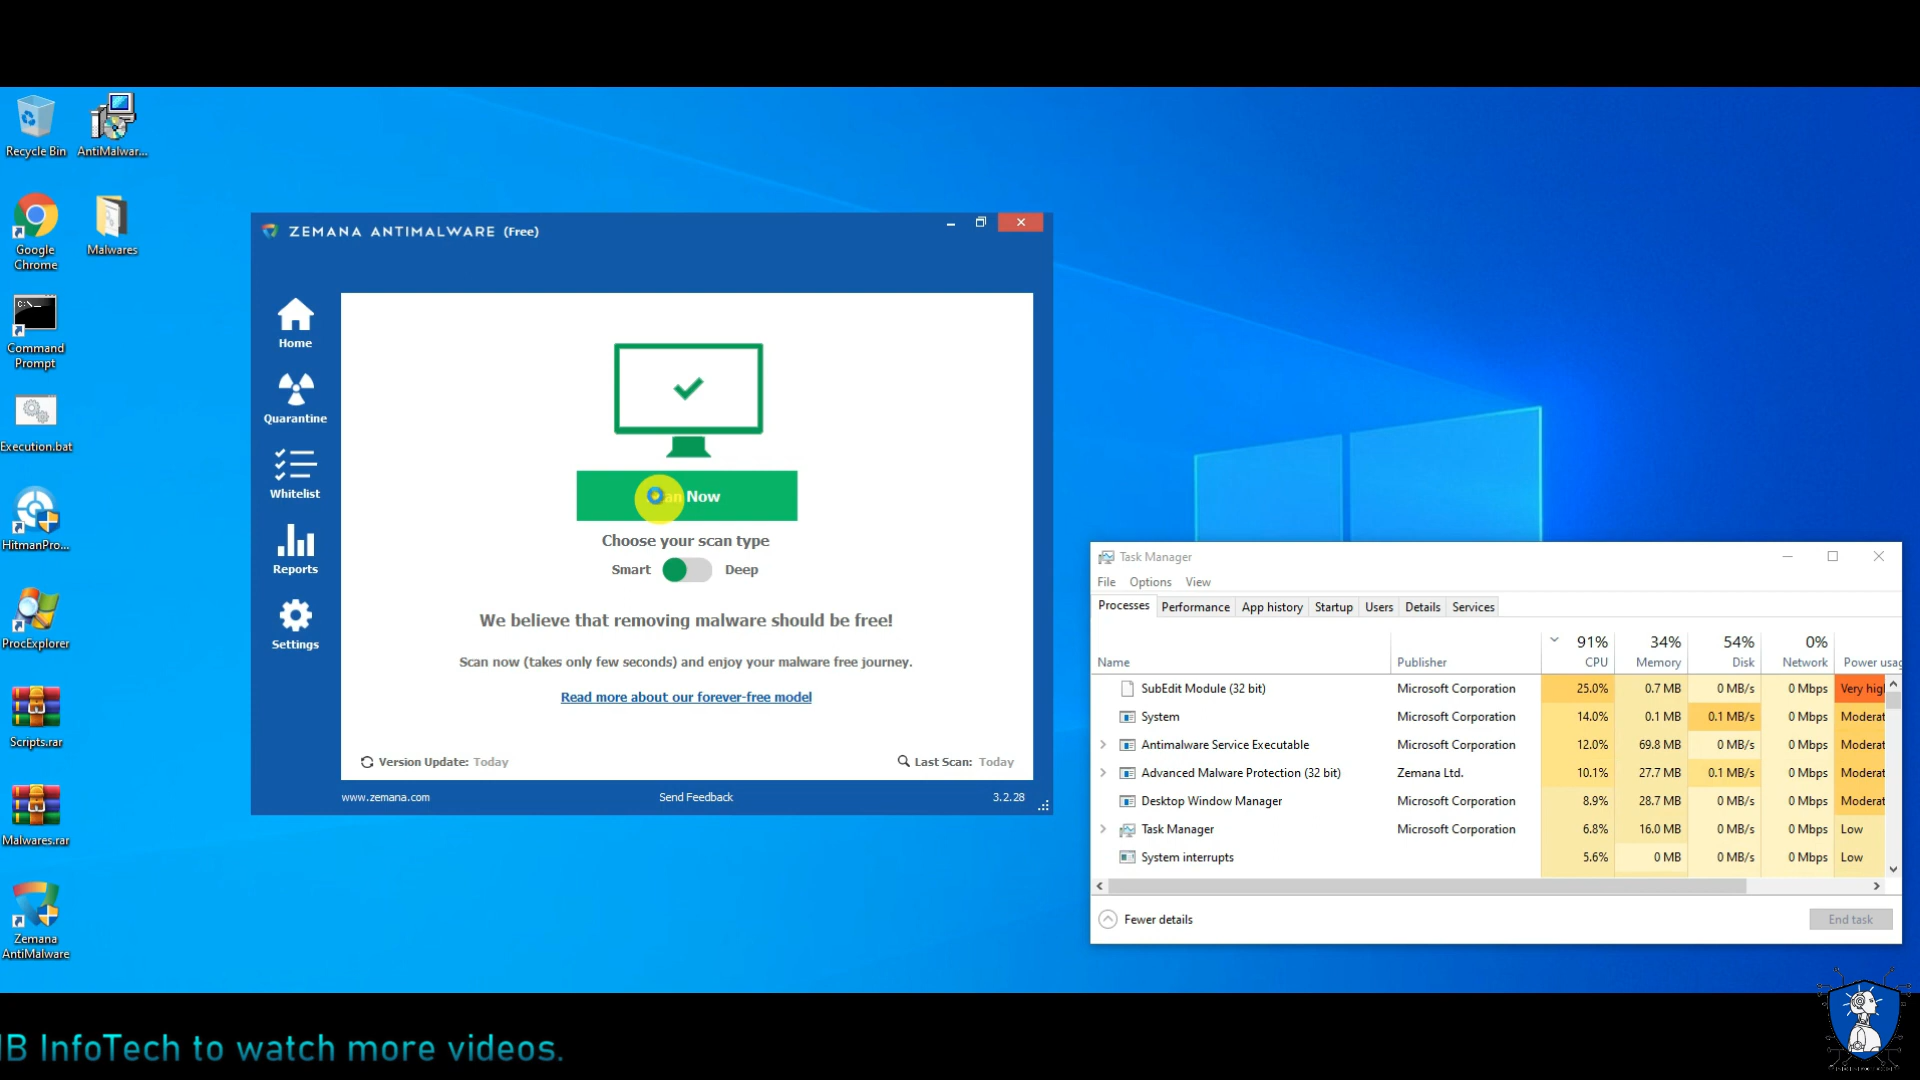 Recycle Bin
AntiMalwar...
Google
Chrome
Malwares
Command
Prompt
Execution.bat
HitmanPro...
ProcExplorer
Scripts.rar
Malwares.rar
Zemana
AntiMalware
ZEMANA ANTIMALWARE (Free)
Home
Quarantine
Whitelist
Reports
Settings
Now
Choose your scan type
Smart Deep
We believe that removing malware should be free!
Scan now (takes only few seconds) and enjoy your malware free journey.
Read more about our forever-free model
Version Update: Today
Last Scan: Today
www.zemana.com
Send Feedback
3.2.28
Task Manager
File Options View
Processes Performance App history Startup Users Details Services
91% 34% 54% 0%
Name Publisher CPU Memory Disk Network Power usag
SubEdit Module (32 bit) Microsoft Corporation 25.0% 0.7 MB 0 MB/s 0 Mbps Very high
System Microsoft Corporation 14.0% 0.1 MB 0.1 MB/s 0 Mbps Moderat
Antimalware Service Executable Microsoft Corporation 12.0% 69.8 MB 0 MB/s 0 Mbps Moderat
Advanced Malware Protection (32 bit) Zemana Ltd. 10.1% 27.7 MB 0.1 MB/s 0 Mbps Moderat
Desktop Window Manager Microsoft Corporation 8.9% 28.7 MB 0 MB/s 0 Mbps Moderat
Task Manager Microsoft Corporation 6.8% 16.0 MB 0 MB/s 0 Mbps Low
System interrupts 5.6% 0 MB 0 MB/s 0 Mbps Low
Fewer details
End task
InfoTech to watch more videos.